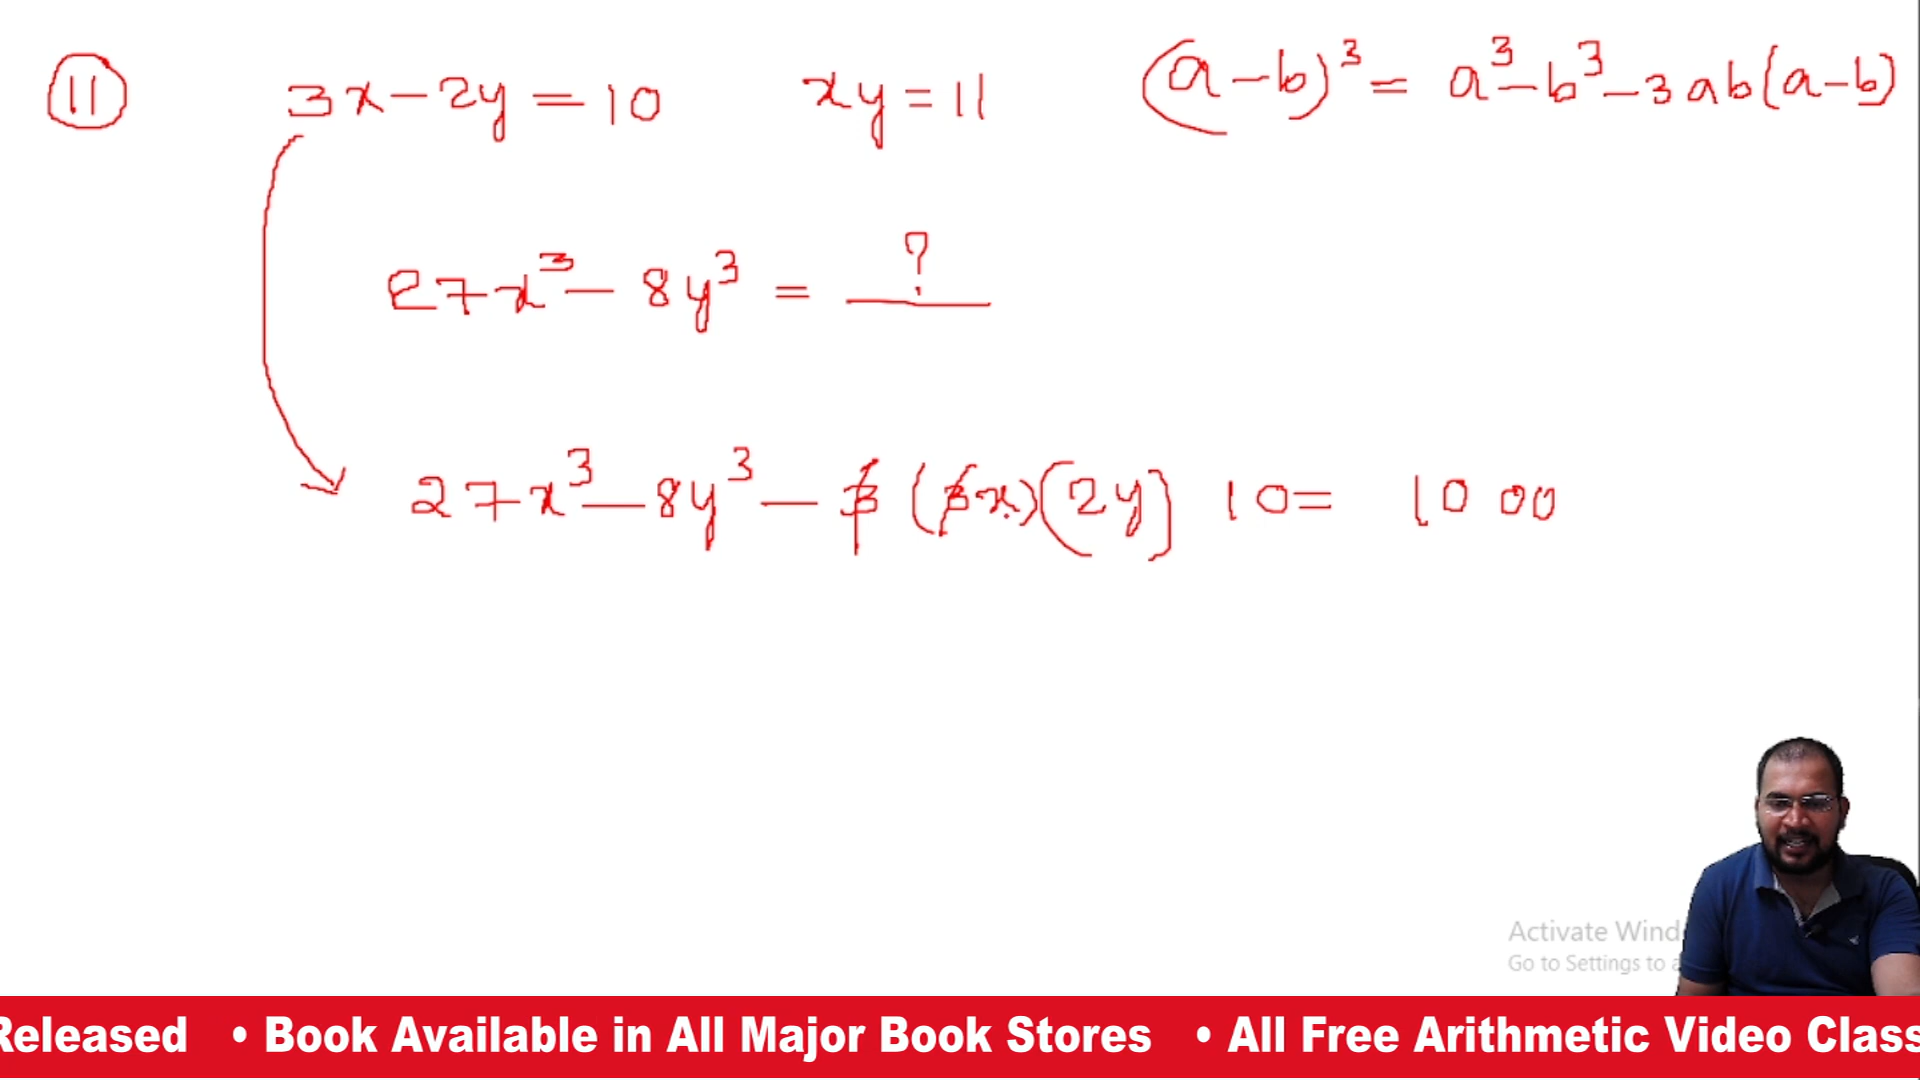 11 3x-2y=10 xy=11 (a-b)³= a³-b³-3ab(a-b)
27x³-8y³ = ?
27x³-8y³-3(3x)(2y)10= 1000
Activate Wind
Go to Settings to a
Released • Book Available in All Major Book Stores • All Free Arithmetic Video Class